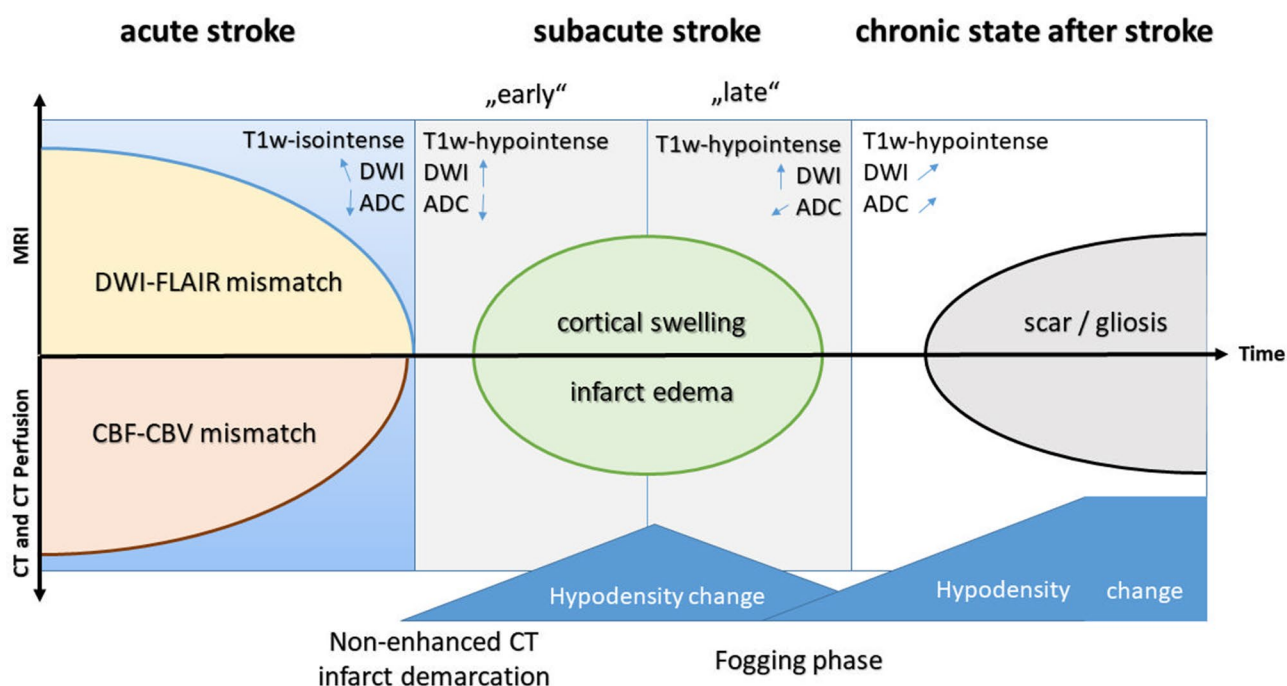 acute stroke
subacute stroke
chronic state after stroke
„early“
„late“
T1w-isointense
DWI
ADC
T1w-hypointense
DWI
ADC
T1w-hypointense
DWI
ADC
T1w-hypointense
DWI
ADC
MRI
DWI-FLAIR mismatch
cortical swelling
scar / gliosis
Time
CT and CT Perfusion
CBF-CBV mismatch
infarct edema
Hypodensity change
Hypodensity change
Non-enhanced CT
infarct demarcation
Fogging phase